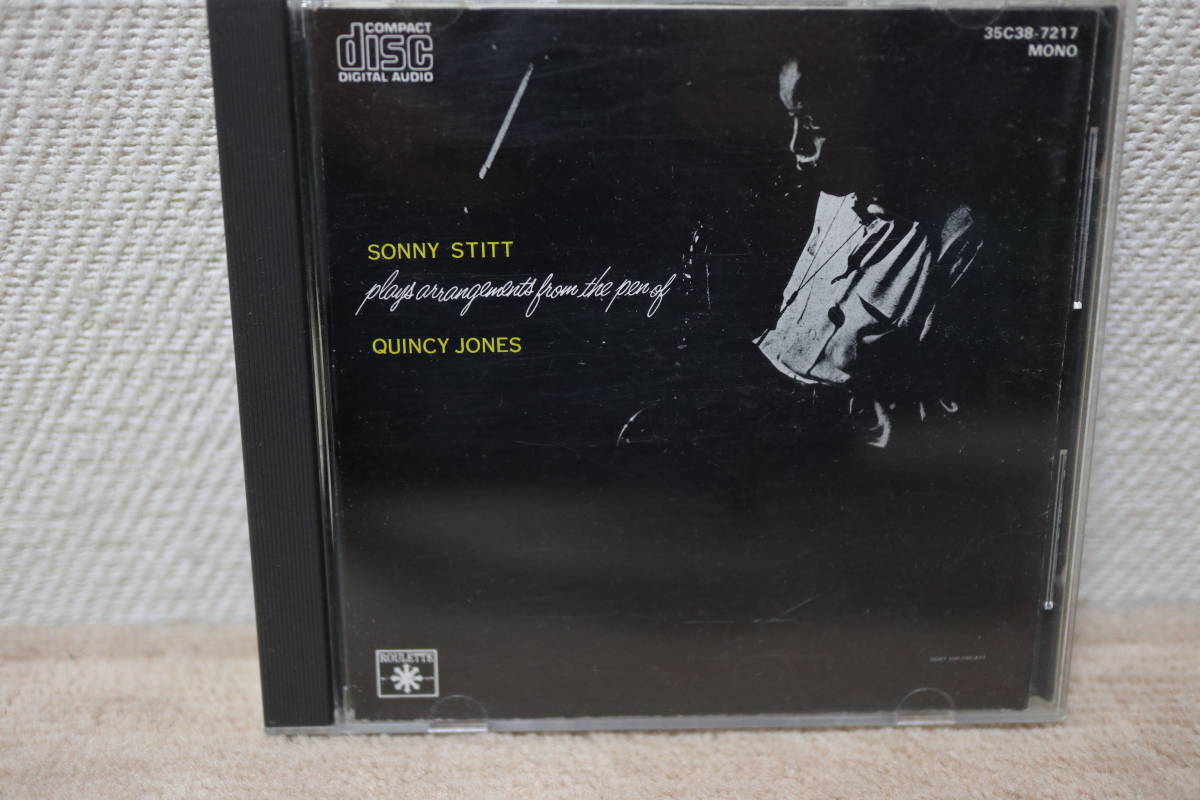 COMPACT
disc
DIGITAL AUDIO
35C38-7217
MONO
SONNY STITT
plays arrangements from the pen of
QUINCY JONES
ROULETTE